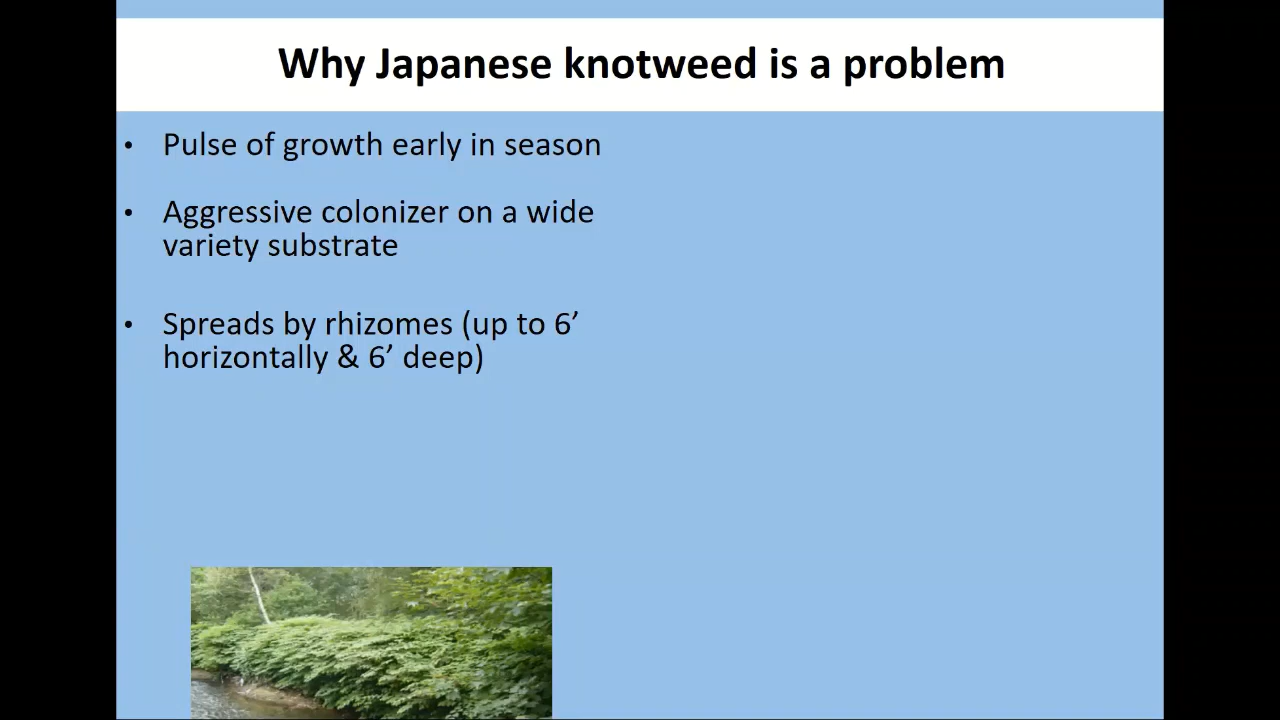 Why Japanese knotweed is a problem
• Pulse of growth early in season
• Aggressive colonizer on a wide
variety substrate
• Spreads by rhizomes (up to 6’
horizontally & 6’ deep)